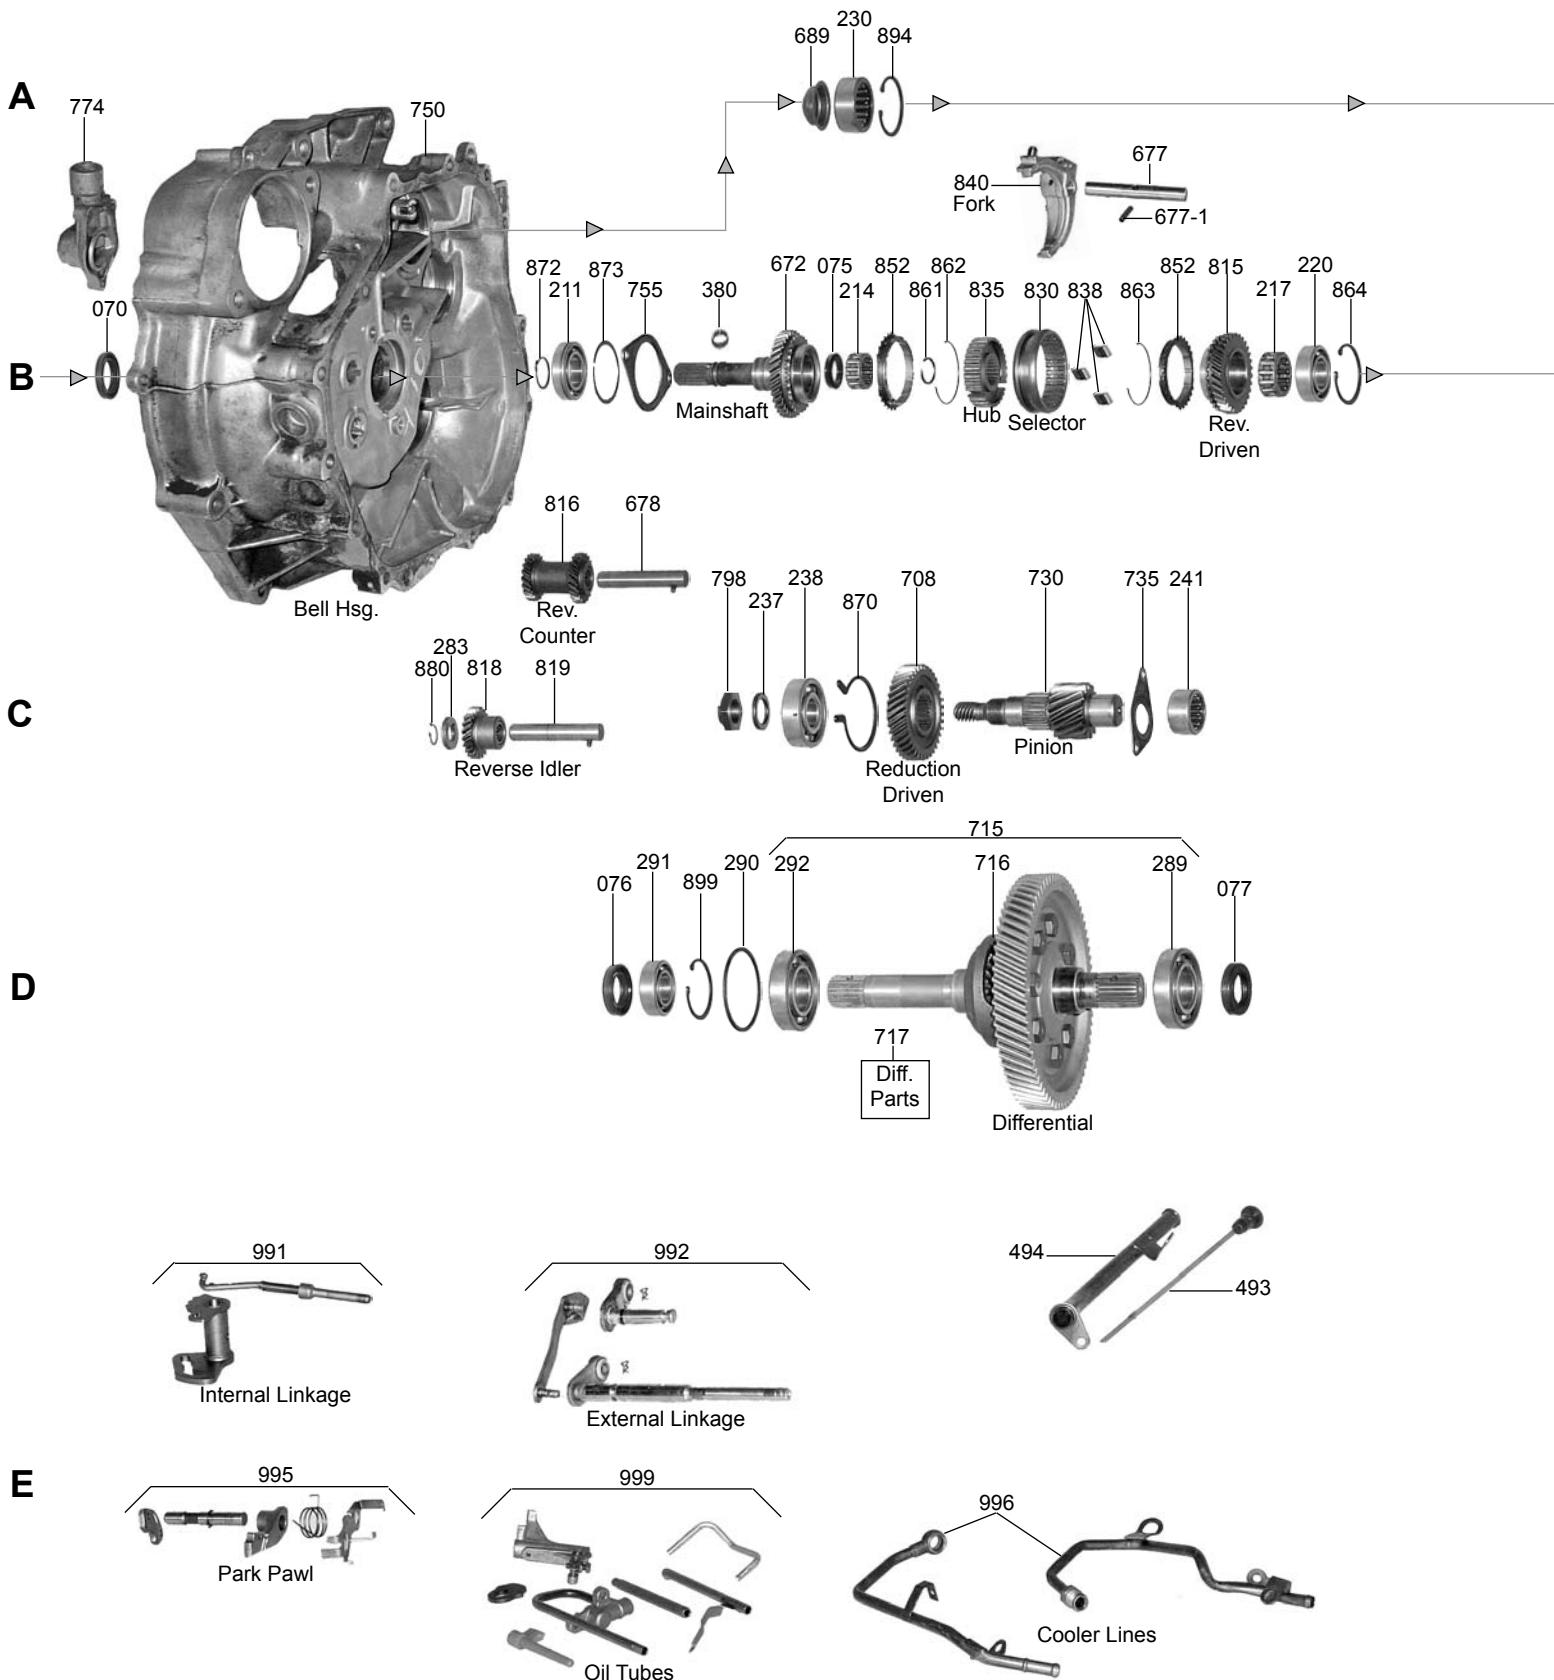 230
689
894
A
774
750
677
840
Fork
677-1
872
873
672
075
852
862
852
815
220
211
755
380
214
861
835
830
838
863
217
864
070
B
Mainshaft
Hub
Selector
Rev.
Driven
816
678
Bell Hsg.
Rev.
Counter
798
238
708
730
735
241
237
870
283
880
818
819
C
Reverse Idler
Pinion
Reduction
Driven
715
291
290
292
716
289
076
899
077
D
717
Diff.
Parts
Differential
991
992
494
493
Internal Linkage
External Linkage
E
995
999
996
Park Pawl
Cooler Lines
Oil Tubes